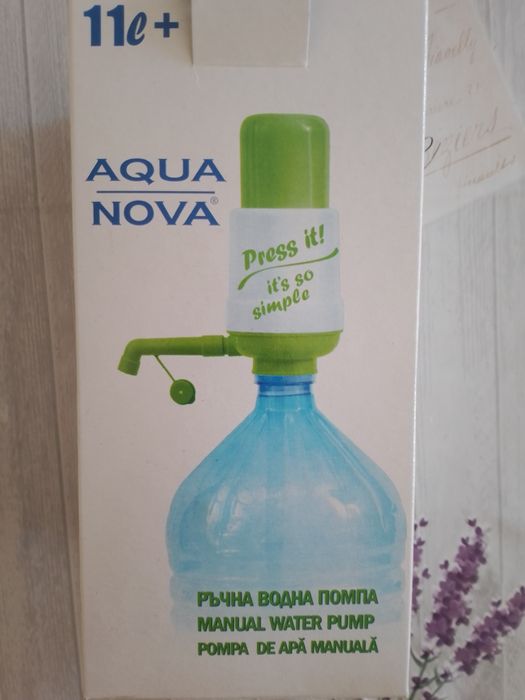 11ℓ+
AQUA
NOVA®
Press it!
it's so
simple
РЪЧНА ВОДНА ПОМПА
MANUAL WATER PUMP
POMPA DE APĂ MANUALĂ